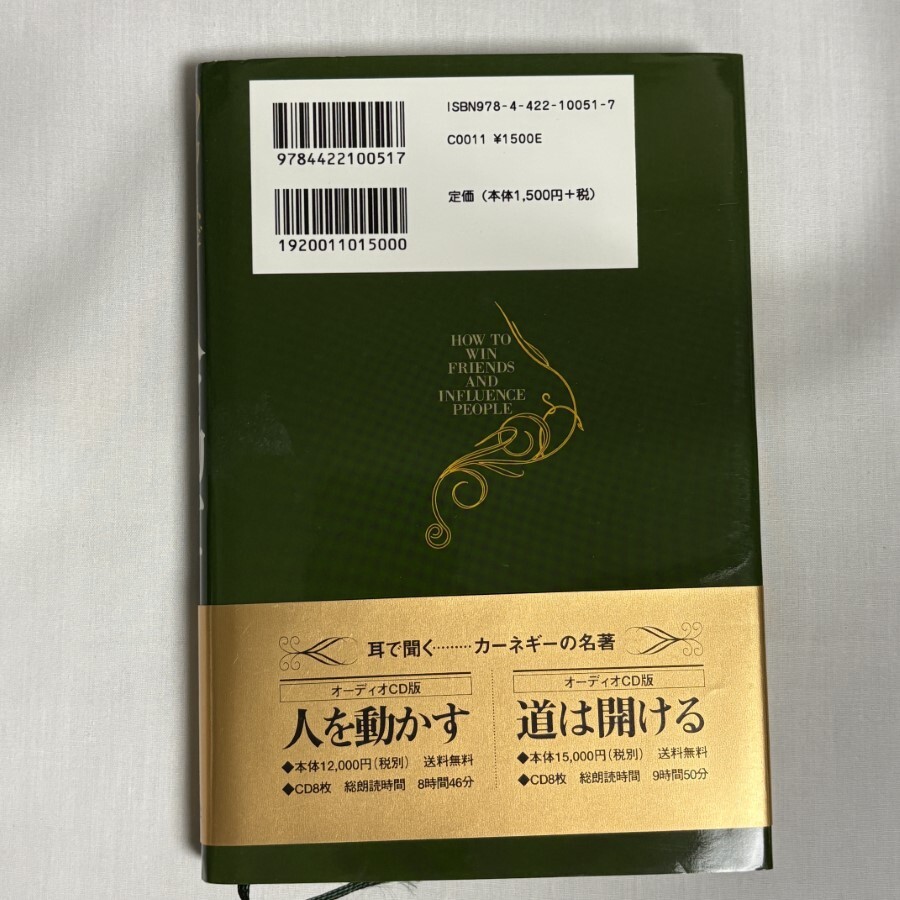 ISBN978-4-422-10051-7
C0011 ¥1500E
9784422100517
定価（本体1,500円＋税）
1920011015000
HOW TO
WIN
FRIENDS
AND
INFLUENCE
PEOPLE
耳で聞く………カーネギーの名著
オーディオCD版
人を動かす
◆本体12,000円（税別） 送料無料
◆CD8枚 総朗読時間 8時間46分
オーディオCD版
道は開ける
◆本体15,000円（税別） 送料無料
◆CD8枚 総朗読時間 9時間50分